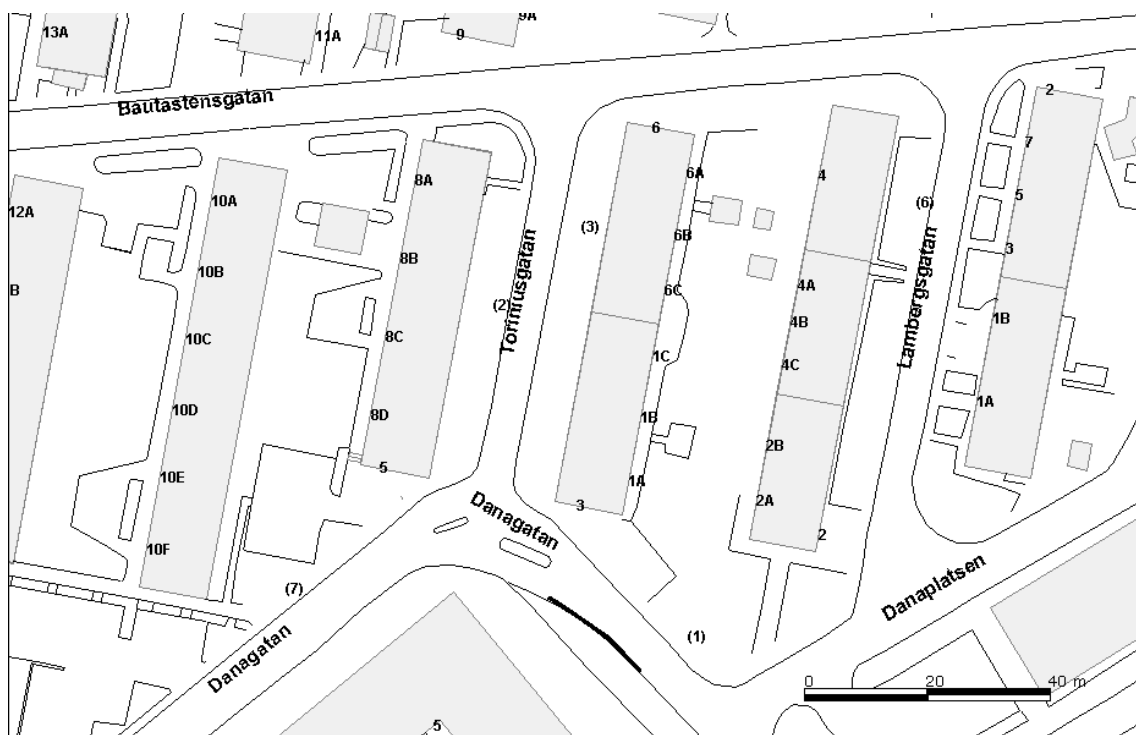 13A
11A
9
9A
Bautastensgatan
2
6
7
8A
6A
4
10A
5
12A
(6)
(3)
6B
3
8B
10B
4A
B
6C
(2)
Toriniusgatan
Lambergsgatan
1B
4B
10C
8C
1C
4C
1A
10D
8D
1B
2B
5
10E
1A
2A
3
Danagatan
2
10F
(7)
Danaplatsen
(1)
Danagatan
0 20 40 m
5